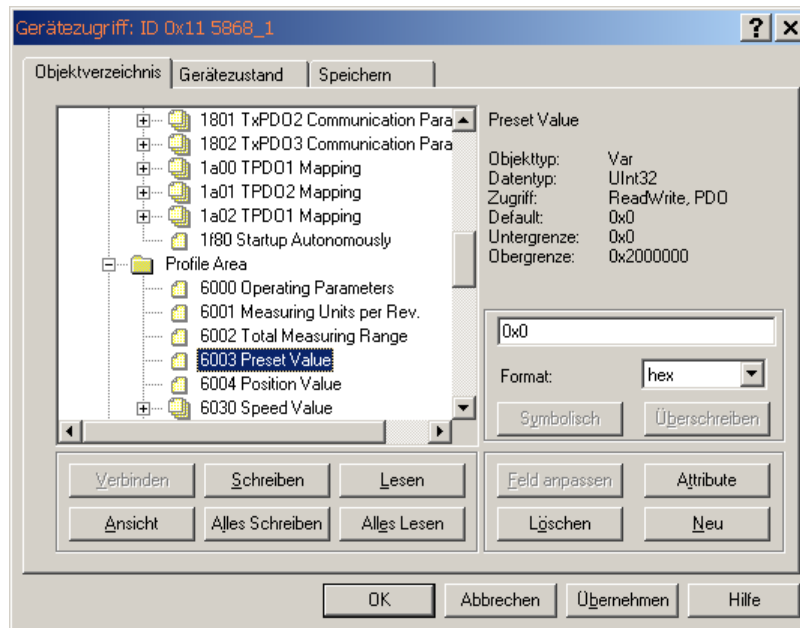 Gerätezugriff: ID 0x11 5868_1
Objektverzeichnis Gerätezustand Speichern
1801 TxPDO2 Communication Para
1802 TxPDO3 Communication Para
1a00 TPDO1 Mapping
1a01 TPDO2 Mapping
1a02 TPDO1 Mapping
1f80 Startup Autonomously
Profile Area
6000 Operating Parameters
6001 Measuring Units per Rev.
6002 Total Measuring Range
6003 Preset Value
6004 Position Value
6030 Speed Value
Preset Value
Objekttyp: Var
Datentyp: UInt32
Zugriff: ReadWrite, PDO
Default: 0x0
Untergrenze: 0x0
Obergrenze: 0x2000000
0x0
Format: hex
Symbolisch Überschreiben
Verbinden Schreiben Lesen
Ansicht Alles Schreiben Alles Lesen
Feld anpassen Attribute
Löschen Neu
OK Abbrechen Übernehmen Hilfe